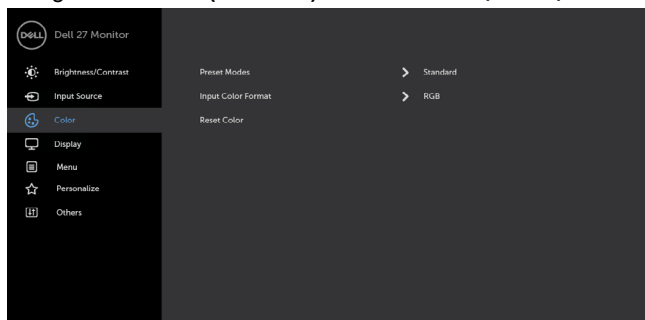 DELL Dell 27 Monitor
Brightness/Contrast Preset Modes Standard
Input Source Input Color Format RGB
Color Reset Color
Display
Menu
Personalize
Others